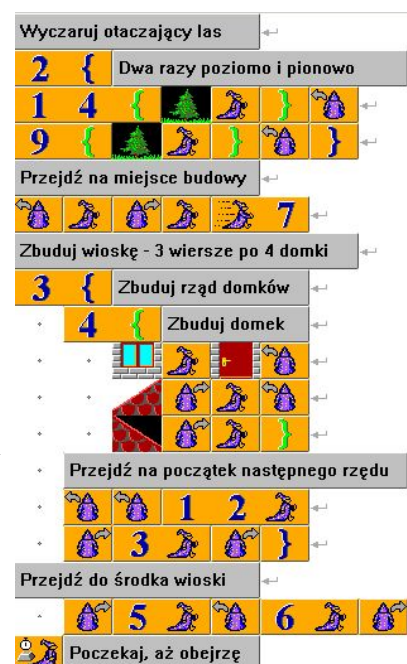 Wyczaruj otaczający las
2 { Dwa razy poziomo i pionowo
1 4 { }
9 { } }
Przejdź na miejsce budowy
7
Zbuduj wioskę - 3 wiersze po 4 domki
3 { Zbuduj rząd domków
4 { Zbuduj domek
}
Przejdź na początek następnego rzędu
1 2
3 }
Przejdź do środka wioski
5 6
Poczekaj, aż obejrzę